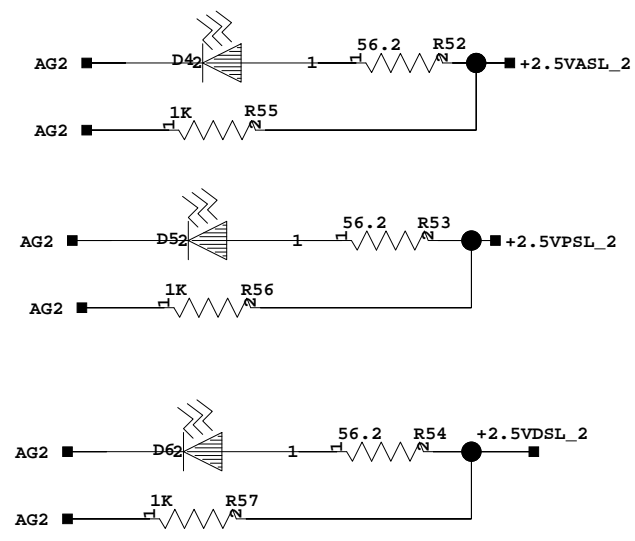 AG2 D4 2 1 1 56.2 2 R52 +2.5VASL_2
AG2 1 1K 2 R55
AG2 D5 2 1 1 56.2 2 R53 +2.5VPSL_2
AG2 1 1K 2 R56
AG2 D6 2 1 1 56.2 2 R54 +2.5VDSL_2
AG2 1 1K 2 R57